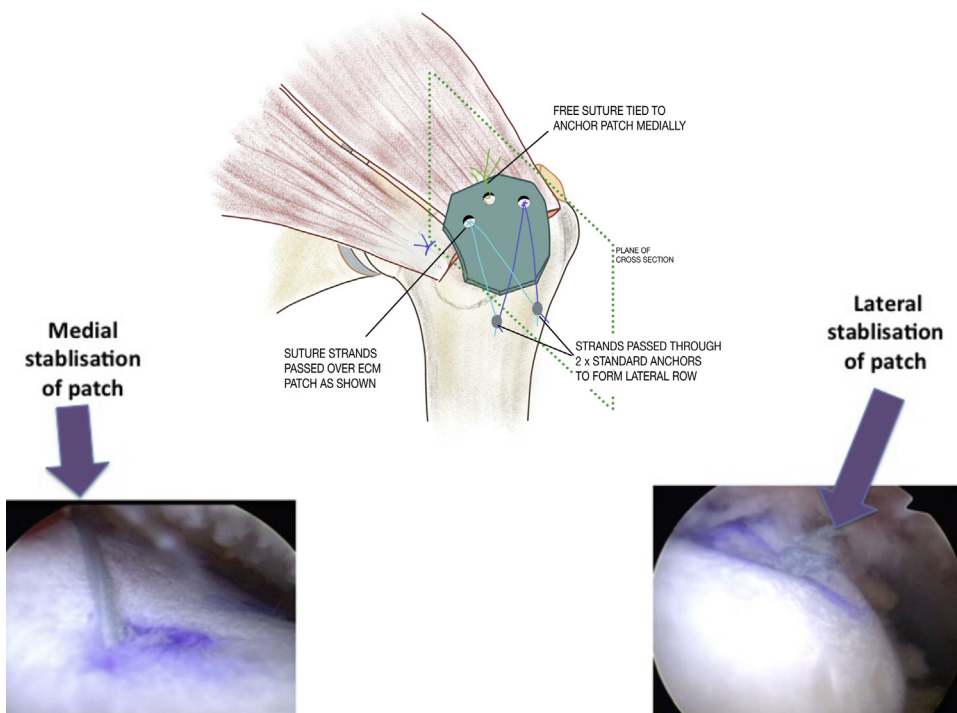 FREE SUTURE TIED TO
ANCHOR PATCH MEDIALLY
PLANE OF
CROSS SECTION
Medial
stablisation
of patch
SUTURE STRANDS
PASSED OVER ECM
PATCH AS SHOWN
STRANDS PASSED THROUGH
2 x STANDARD ANCHORS
TO FORM LATERAL ROW
Lateral
stablisation
of patch